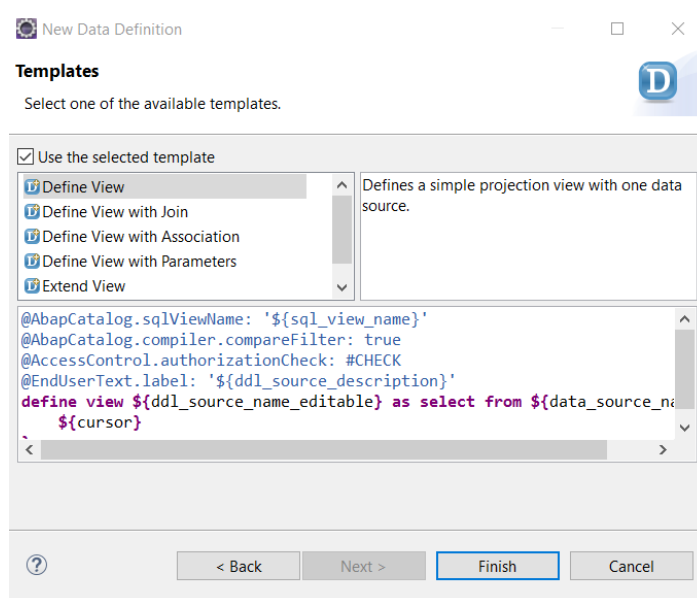 New Data Definition
Templates
Select one of the available templates.
Use the selected template
Define View
Define View with Join
Define View with Association
Define View with Parameters
Extend View
Defines a simple projection view with one data
source.
@AbapCatalog.sqlViewName: '${sql_view_name}'
@AbapCatalog.compiler.compareFilter: true
@AccessControl.authorizationCheck: #CHECK
@EndUserText.label: '${ddl_source_description}'
define view ${ddl_source_name_editable} as select from ${data_source_na
${cursor}
< Back
Next >
Finish
Cancel